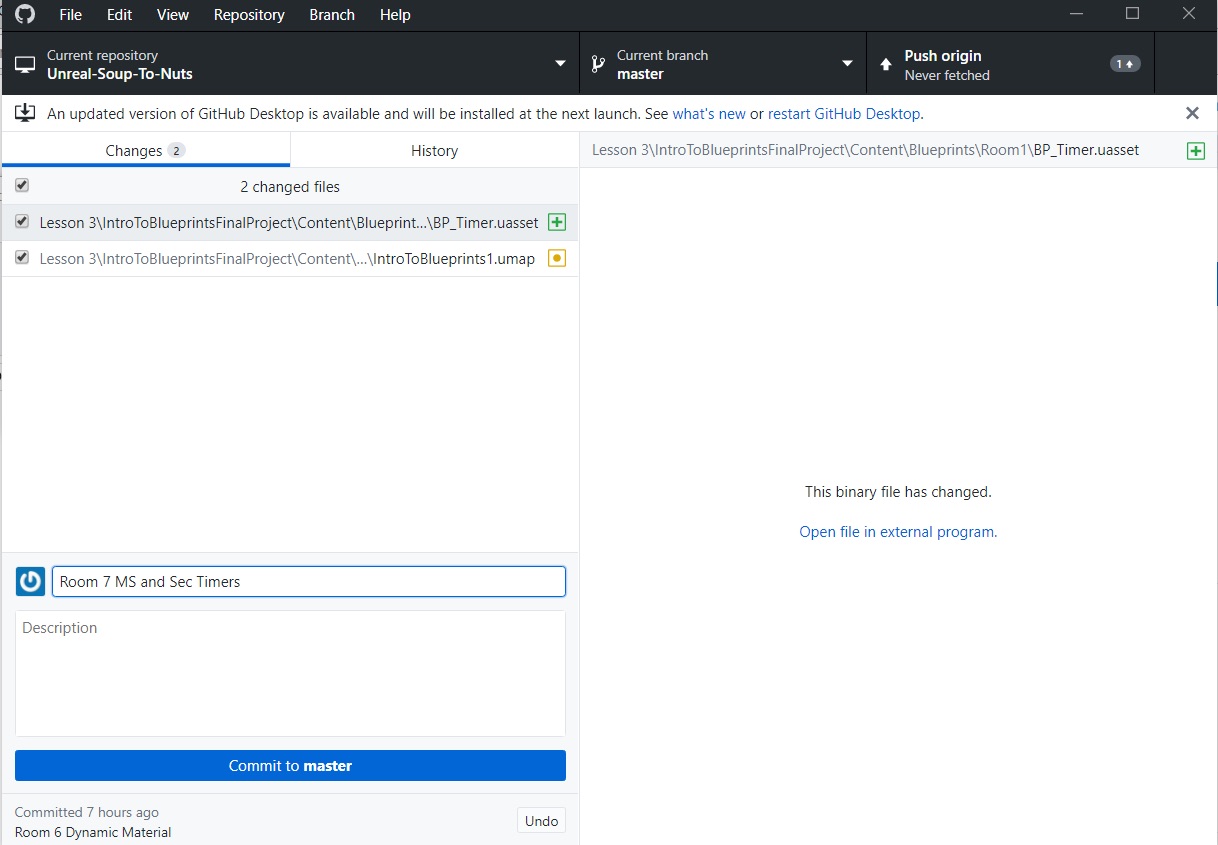 File Edit View Repository Branch Help
Current repository
Unreal-Soup-To-Nuts
Current branch
master
Push origin
Never fetched
1
An updated version of GitHub Desktop is available and will be installed at the next launch. See what's new or restart GitHub Desktop.
Changes 2
History
Lesson 3\IntroToBlueprintsFinalProject\Content\Blueprints\Room1\BP_Timer.uasset
2 changed files
Lesson 3\IntroToBlueprintsFinalProject\Content\Blueprint...\BP_Timer.uasset
Lesson 3\IntroToBlueprintsFinalProject\Content\...\IntroToBlueprints1.umap
This binary file has changed.
Open file in external program.
Room 7 MS and Sec Timers
Description
Commit to master
Committed 7 hours ago
Room 6 Dynamic Material
Undo